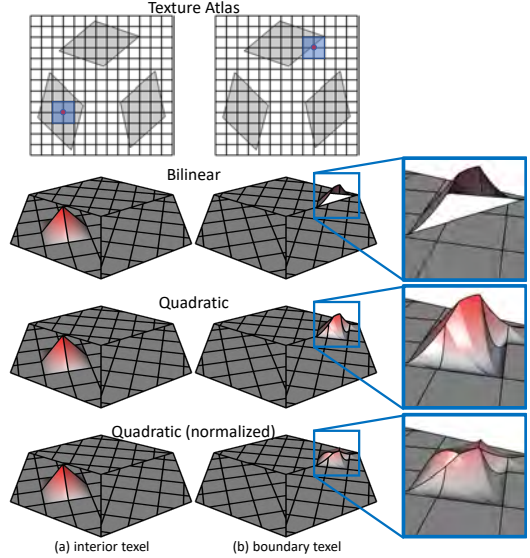 Texture Atlas
Bilinear
Quadratic
Quadratic (normalized)
(a) interior texel
(b) boundary texel